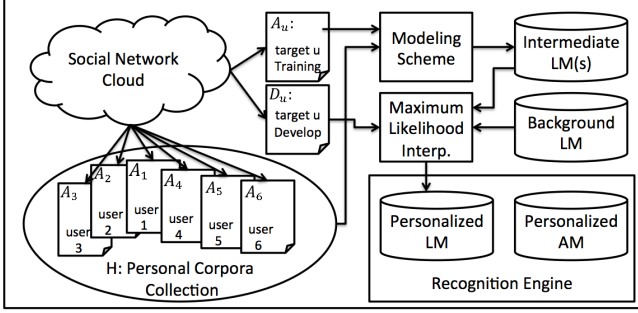 Social Network
Cloud
A_u:
target u
Training
D_u:
target u
Develop
Modeling
Scheme
Intermediate
LM(s)
Maximum
Likelihood
Interp.
Background
LM
A_3
user
3
A_2
user
2
A_1
user
1
A_4
user
4
A_5
user
5
A_6
user
6
H: Personal Corpora
Collection
Personalized
LM
Personalized
AM
Recognition Engine